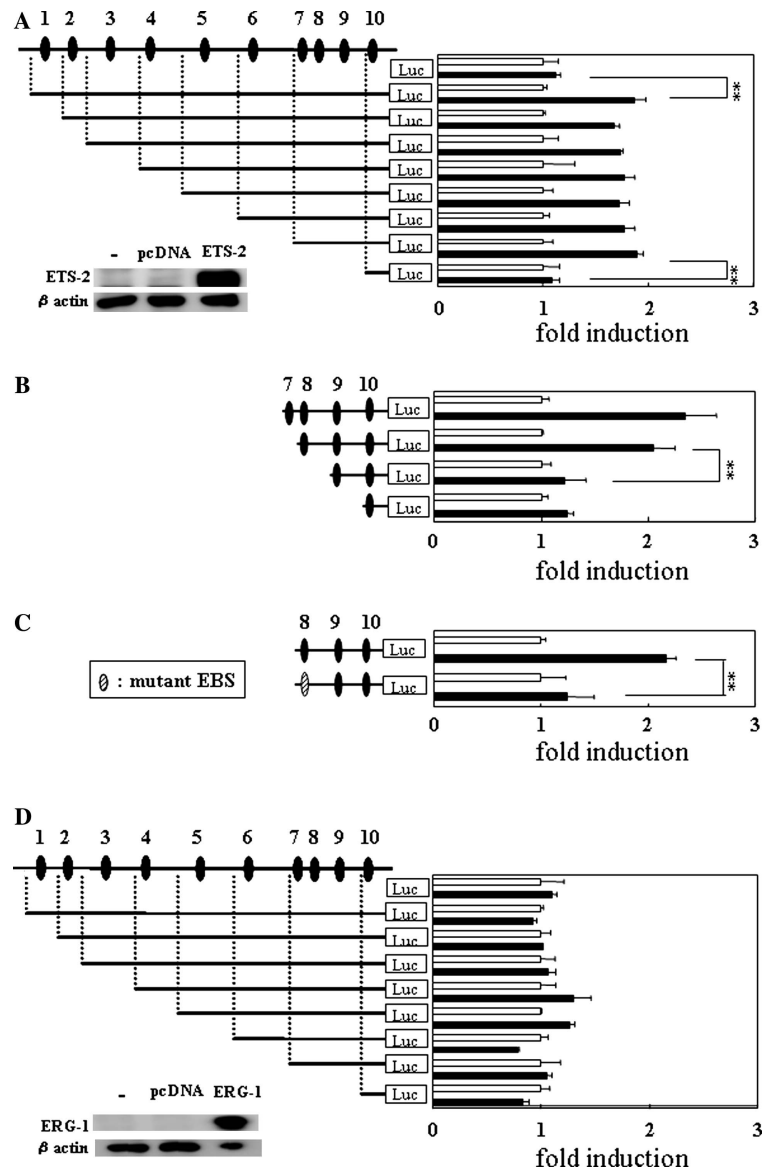 A
1 2 3 4 5 6 7 8 9 10
Luc
**
Luc
Luc
Luc
Luc
Luc
Luc
Luc
Luc
**
- pcDNA ETS-2
ETS-2
β actin
0 1 2 3
fold induction
B
7 8 9 10
Luc
Luc
**
Luc
Luc
0 1 2 3
fold induction
C
8 9 10
Luc
**
Luc
: mutant EBS
0 1 2 3
fold induction
D
1 2 3 4 5 6 7 8 9 10
Luc
Luc
Luc
Luc
Luc
Luc
Luc
Luc
Luc
- pcDNA ERG-1
ERG-1
β actin
0 1 2 3
fold induction